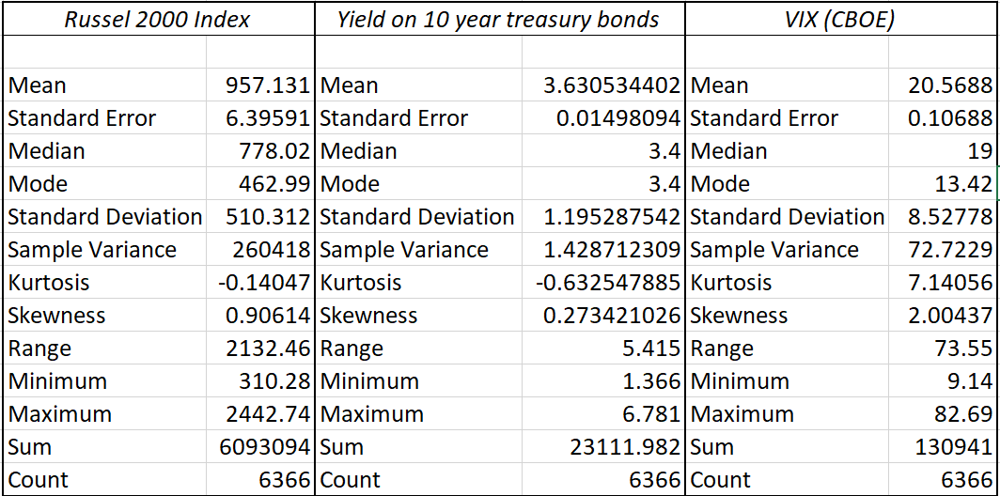 Russel 2000 Index Yield on 10 year treasury bonds VIX (CBOE)
Mean 957.131 Mean 3.630534402 Mean 20.5688
Standard Error 6.39591 Standard Error 0.01498094 Standard Error 0.10688
Median 778.02 Median 3.4 Median 19
Mode 462.99 Mode 3.4 Mode 13.42
Standard Deviation 510.312 Standard Deviation 1.195287542 Standard Deviation 8.52778
Sample Variance 260418 Sample Variance 1.428712309 Sample Variance 72.7229
Kurtosis -0.14047 Kurtosis -0.632547885 Kurtosis 7.14056
Skewness 0.90614 Skewness 0.273421026 Skewness 2.00437
Range 2132.46 Range 5.415 Range 73.55
Minimum 310.28 Minimum 1.366 Minimum 9.14
Maximum 2442.74 Maximum 6.781 Maximum 82.69
Sum 6093094 Sum 23111.982 Sum 130941
Count 6366 Count 6366 Count 6366